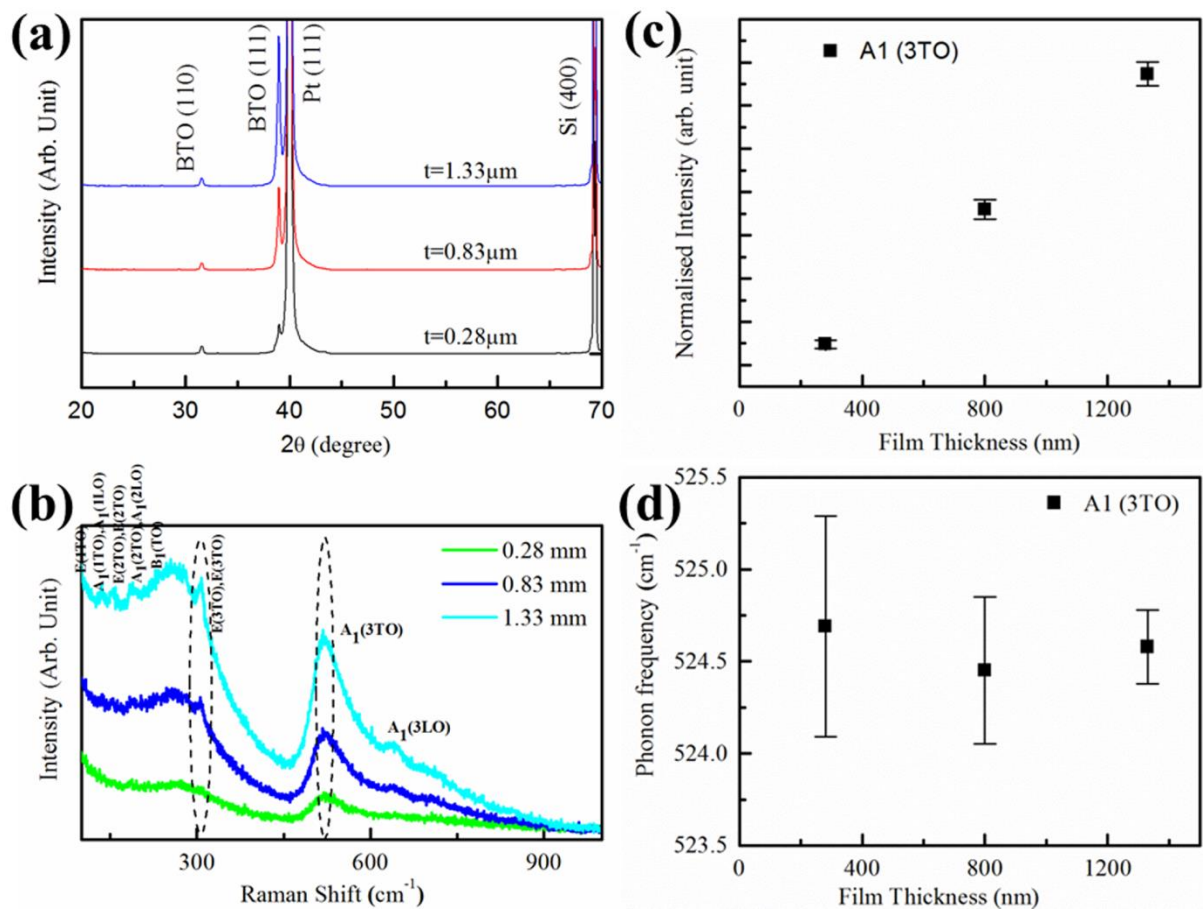 (a)
Intensity (Arb. Unit)
BTO (110)
BTO (111)
Pt (111)
Si (400)
t=1.33μm
t=0.83μm
t=0.28μm
20 30 40 50 60 70
2θ (degree)
(b)
Intensity (Arb. Unit)
E(1TO)
A1(1TO),A1(1LO)
E(2TO),E(2TO)
A1(2TO),A1(2LO)
B1(TO)
E(3TO),E(3TO)
A1(3TO)
A1(3LO)
0.28 mm
0.83 mm
1.33 mm
300 600 900
Raman Shift (cm-1)
(c)
Normalised Intensity (arb. unit)
A1 (3TO)
0 400 800 1200
Film Thickness (nm)
(d)
Phonon frequency (cm-1)
525.5
525.0
524.5
524.0
523.5
A1 (3TO)
0 400 800 1200
Film Thickness (nm)